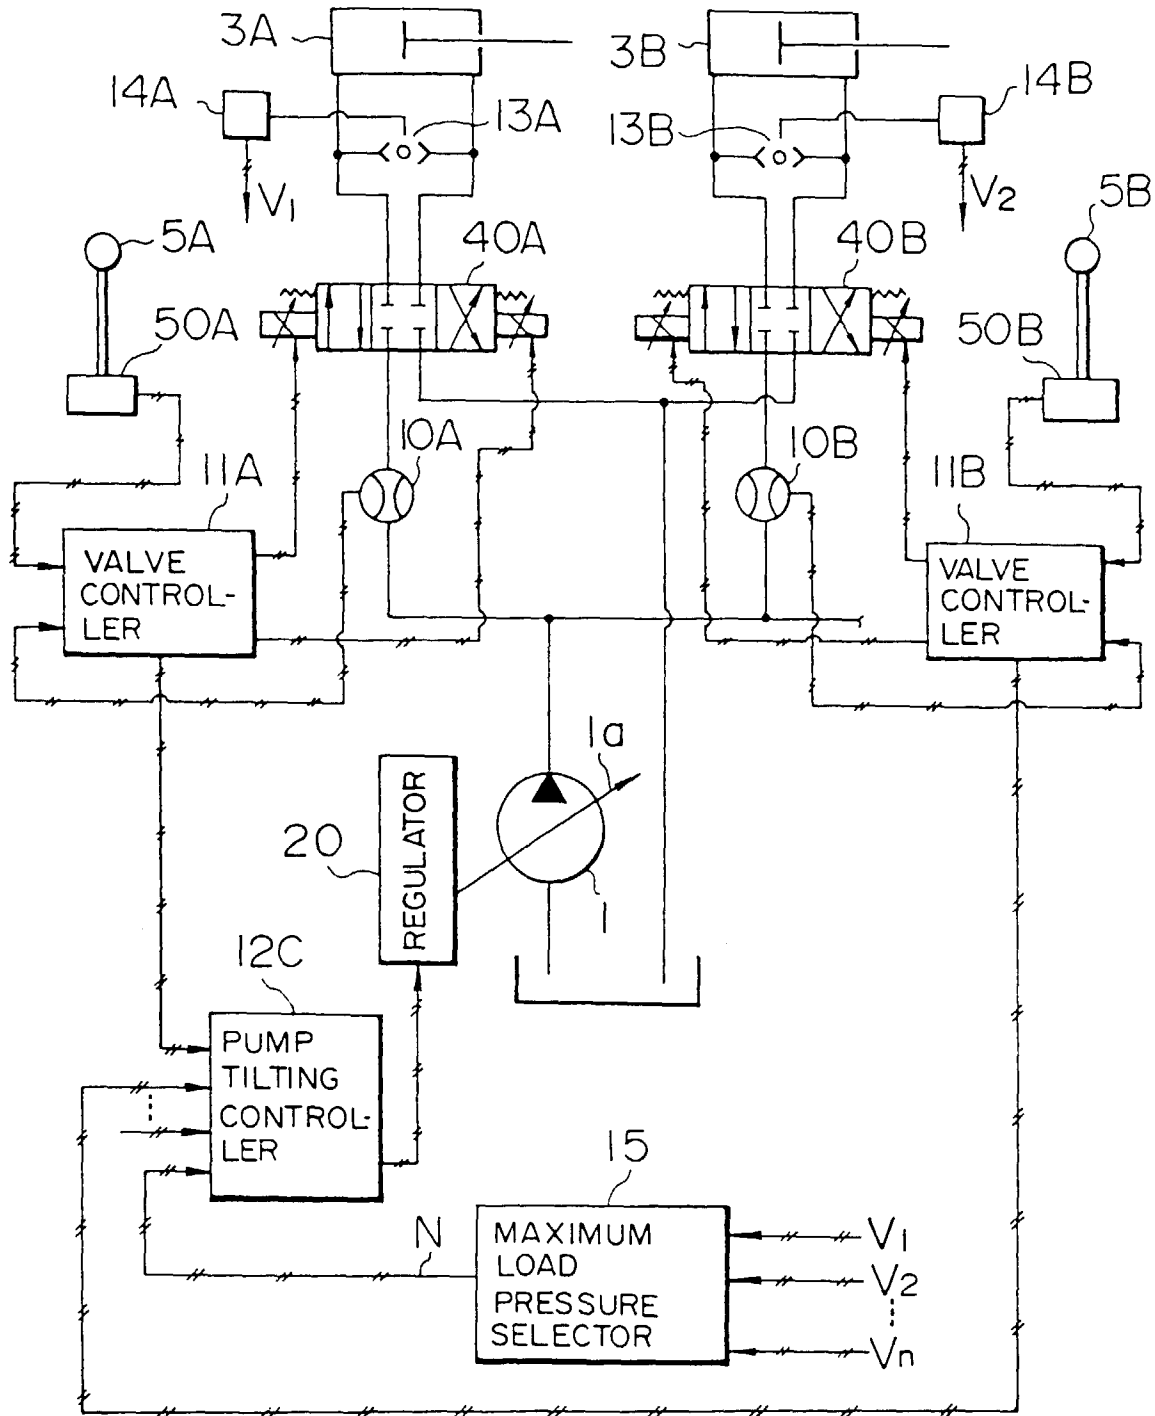 3A
3B
14A
13A
13B
14B
V1
V2
5A
40A
40B
5B
50A
50B
10A
10B
11A
11B
VALVE
CONTROL-
LER
VALVE
CONTROL-
LER
1a
20
REGULATOR
1
12C
PUMP
TILTING
CONTROL-
LER
15
N
MAXIMUM
LOAD
PRESSURE
SELECTOR
V1
V2
Vn